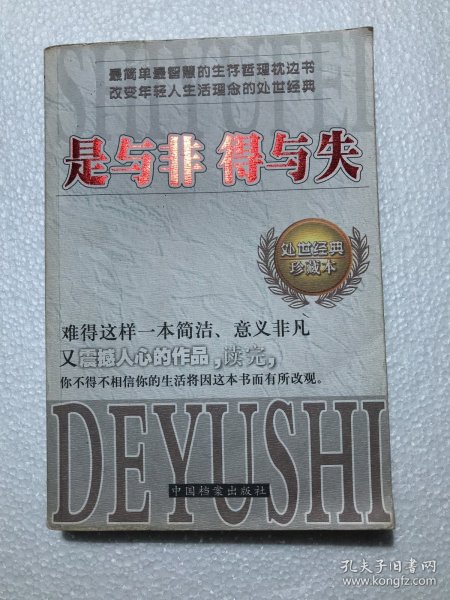 最简单最智慧的生存哲理枕边书
改变年轻人生活理念的处世经典
是与非 得与失
处世经典
珍藏本
难得这样一本简洁、意义非凡
又震撼人心的作品，读完，
你不得不相信你的生活将因这本书而有所改观。
DEYUSHI
中国档案出版社
孔夫子旧书网
www.kongfz.com